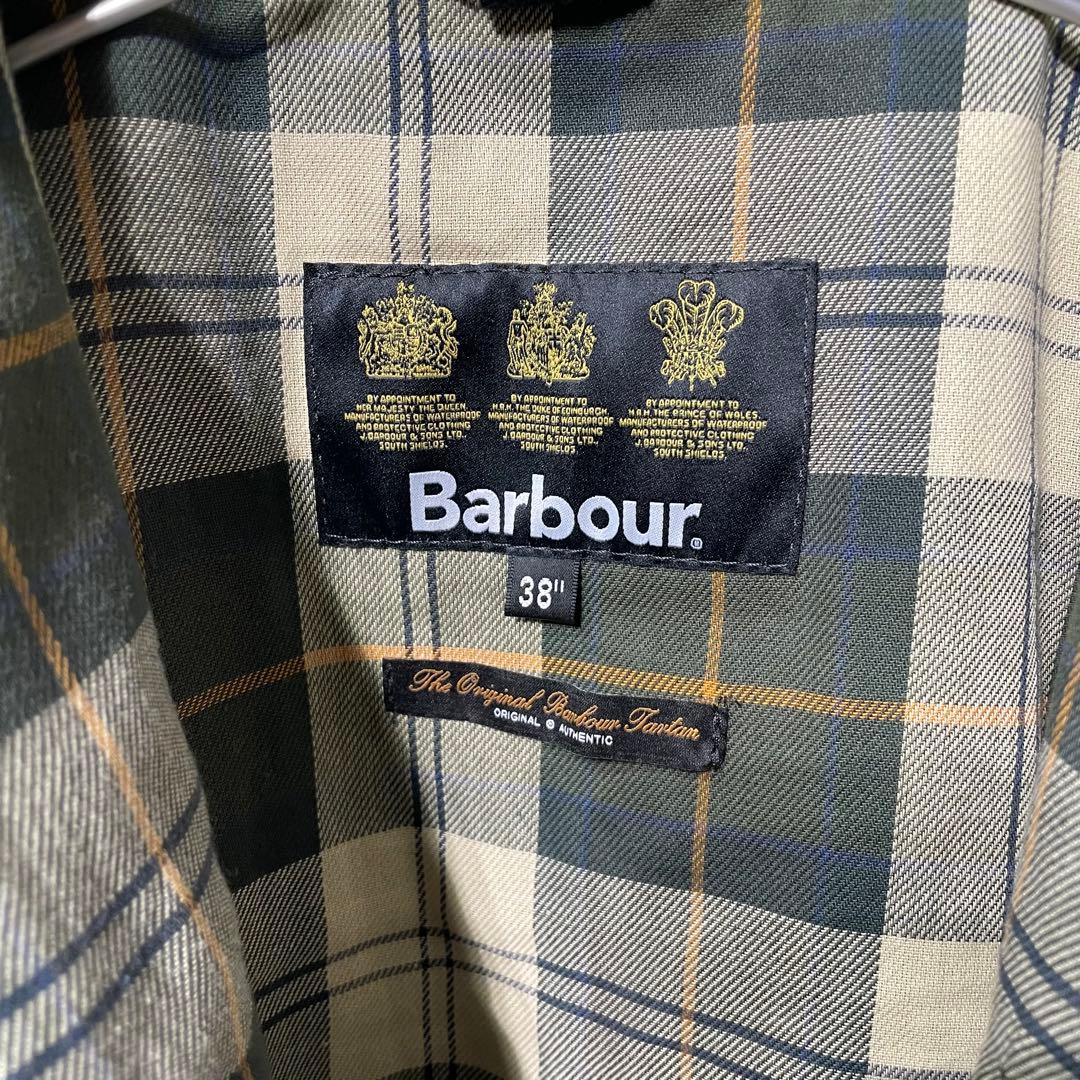 BY APPOINTMENT TO
HER MAJESTY THE QUEEN
MANUFACTURERS OF WATERPROOF
AND PROTECTIVE CLOTHING
J. BARBOUR & SONS LTD.
SOUTH SHIELDS.
BY APPOINTMENT TO
H.R.H. THE DUKE OF EDINBURGH
MANUFACTURERS OF WATERPROOF
AND PROTECTIVE CLOTHING
J. BARBOUR & SONS LTD.
SOUTH SHIELDS.
BY APPOINTMENT TO
H.R.H. THE PRINCE OF WALES.
MANUFACTURERS OF WATERPROOF
AND PROTECTIVE CLOTHING
J. BARBOUR & SONS LTD.
SOUTH SHIELDS.
Barbour®
38"
The Original Barbour Tartan
ORIGINAL @ AUTHENTIC